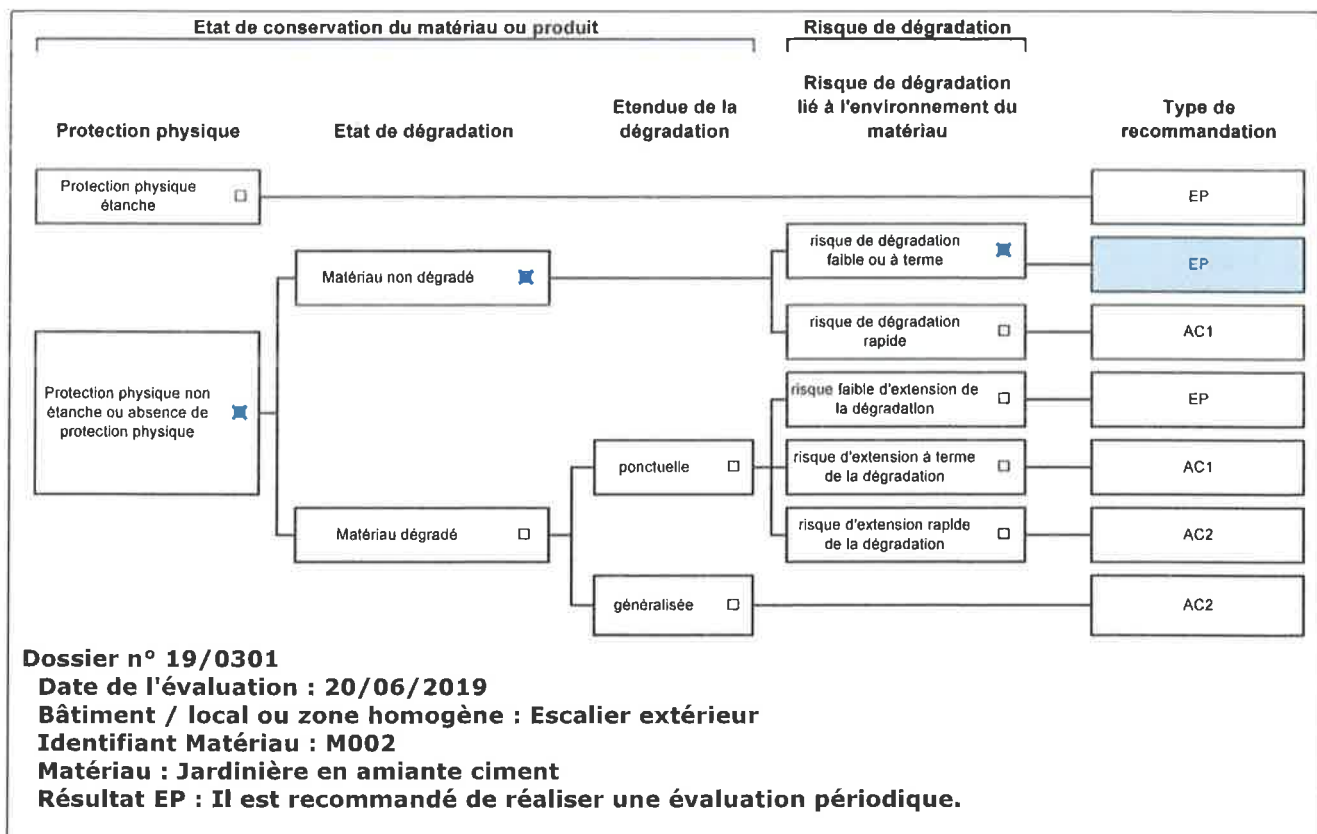 Etat de conservation du matériau ou produit
Risque de dégradation
Protection physique
Etat de dégradation
Etendue de la
dégradation
Risque de dégradation
lié à l'environnement du
matériau
Type de
recommandation
Protection physique
étanche
EP
Matériau non dégradé
risque de dégradation
faible ou à terme
EP
risque de dégradation
rapide
AC1
Protection physique non
étanche ou absence de
protection physique
risque faible d'extension de
la dégradation
EP
ponctuelle
risque d'extension à terme
de la dégradation
AC1
Matériau dégradé
risque d'extension rapide
de la dégradation
AC2
généralisée
AC2
Dossier n° 19/0301
Date de l'évaluation : 20/06/2019
Bâtiment / local ou zone homogène : Escalier extérieur
Identifiant Matériau : M002
Matériau : Jardinière en amiante ciment
Résultat EP : Il est recommandé de réaliser une évaluation périodique.